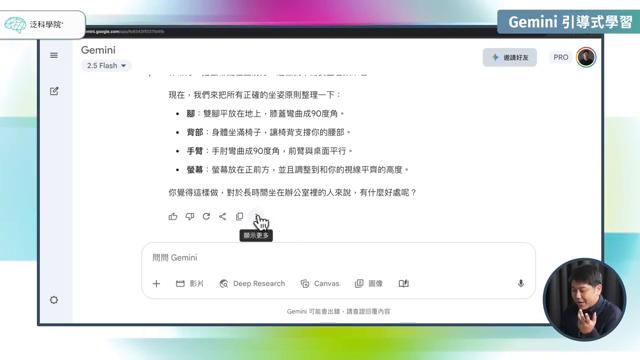 泛科學院
Gemini 引導式學習
Gemini
2.5 Flash
邀請好友
PRO
現在，我們來把所有正確的坐姿原則整理一下：
• 腳：雙腳平放在地上，膝蓋彎曲成90度角。
• 背部：身體坐滿椅子，讓椅背支撐你的腰部。
• 手臂：手肘彎曲成90度角，前臂與桌面平行。
• 螢幕：螢幕放在正前方，並且調整到和你的視線平齊的高度。
你覺得這樣做，對於長時間坐在辦公室裡的人來說，有什麼好處呢？
顯示更多
問問 Gemini
影片
Deep Research
Canvas
圖像
Gemini 可能會出錯，請查證回覆內容